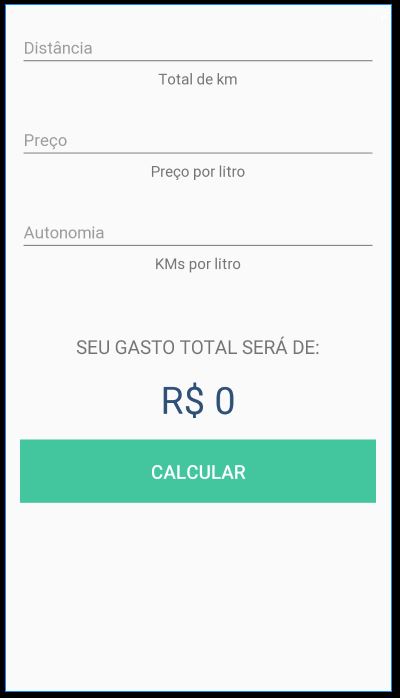 Distância
Total de km
Preço
Preço por litro
Autonomia
KMs por litro
SEU GASTO TOTAL SERÁ DE:
R$ 0
CALCULAR